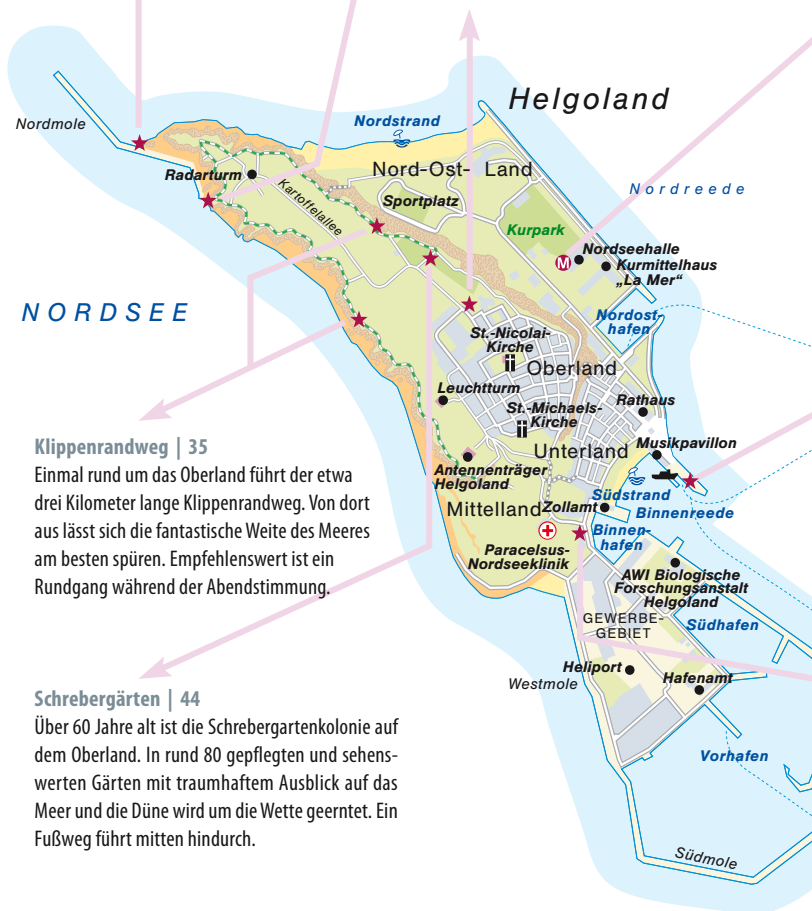 Helgoland
Nordmole
Nordstrand
Radarturm
Nord-Ost- Land
Kartoffelallee
Sportplatz
Nordreede
Kurpark
Nordseehalle
M
Kurmittelhaus
„La Mer“
NORDSEE
Nordost-
hafen
St.-Nicolai-
Kirche
Oberland
Leuchtturm
Rathaus
St.-Michaels-
Kirche
Musikpavillon
Unterland
Antennenträger
Helgoland
Südstrand
Mittelland
Zollamt
Binnenreede
Binnen-
hafen
Paracelsus-
Nordseeklinik
AWI Biologische
Forschungsanstalt
Helgoland
GEWERBE-
GEBIET
Südhafen
Heliport
Hafenamt
Westmole
Vorhafen
Südmole
Klippenrandweg | 35
Einmal rund um das Oberland führt der etwa
drei Kilometer lange Klippenrandweg. Von dort
aus lässt sich die fantastische Weite des Meeres
am besten spüren. Empfehlenswert ist ein
Rundgang während der Abendstimmung.
Schrebergärten | 44
Über 60 Jahre alt ist die Schrebergartenkolonie auf
dem Oberland. In rund 80 gepflegten und sehens-
werten Gärten mit traumhaftem Ausblick auf das
Meer und die Düne wird um die Wette geerntet. Ein
Fußweg führt mitten hindurch.